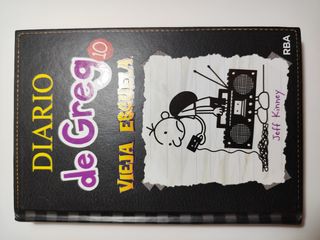 DIARIO
de Greg
10
VIEJA ESCUELA
Jeff Kinney
RBA